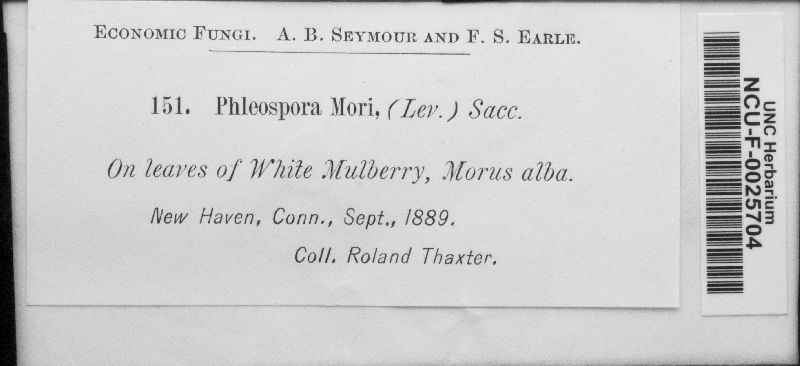 Economic Fungi. A. B. Seymour and F. S. Earle.
151. Phleospora Mori, (Lev.) Sacc.
On leaves of White Mulberry, Morus alba.
New Haven, Conn., Sept., 1889.
Coll. Roland Thaxter.
UNC Herbarium
NCU-F-0025704